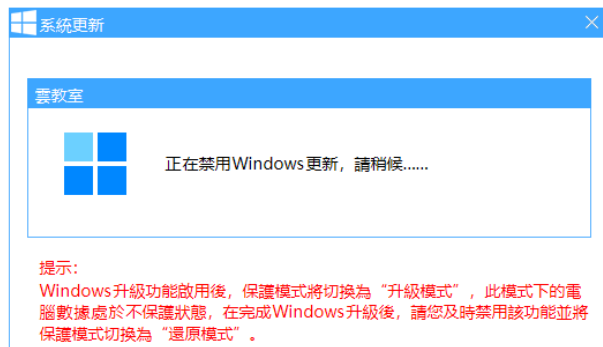 系統更新
雲教室
正在禁用Windows更新，請稍候......
提示：
Windows升級功能啟用後，保護模式將切換為“升級模式”，此模式下的電
腦數據處於不保護狀態，在完成Windows升級後，請您及時禁用該功能並將
保護模式切換為“還原模式”。